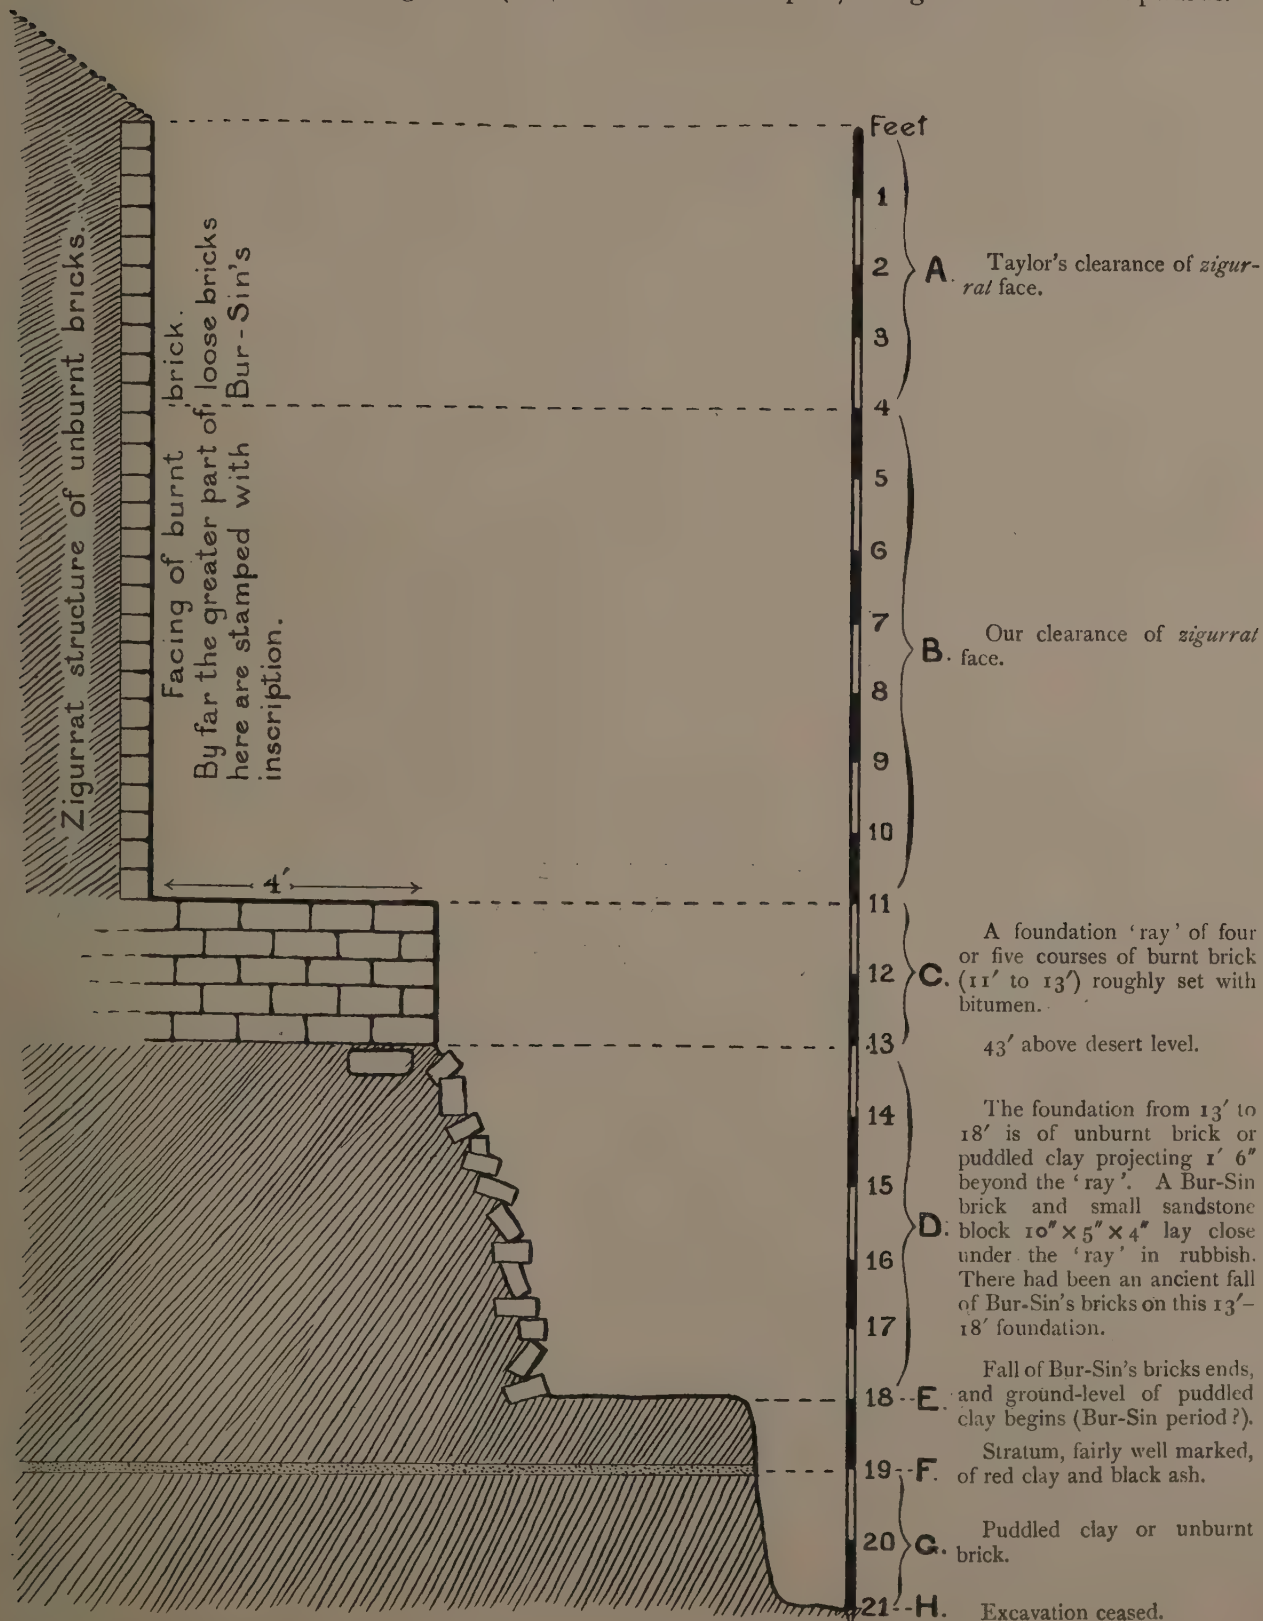 Feet
1
2
3
4
5
6
7
8
9
10
11
12
13
14
15
16
17
18
19
20
21
Zigurrat structure of unburnt bricks.
Facing of burnt brick.
By far the greater part of loose bricks
here are stamped with Bur-Sin's
inscription.
4′
A. Taylor's clearance of zigur-
rat face.
B. Our clearance of zigurrat
face.
C. A foundation 'ray' of four
or five courses of burnt brick
(11′ to 13′) roughly set with
bitumen.
43′ above desert level.
D. The foundation from 13′ to
18′ is of unburnt brick or
puddled clay projecting 1′ 6″
beyond the 'ray'. A Bur-Sin
brick and small sandstone
block 10″ × 5″ × 4″ lay close
under the 'ray' in rubbish.
There had been an ancient fall
of Bur-Sin's bricks on this 13′–
18′ foundation.
E. Fall of Bur-Sin's bricks ends,
and ground-level of puddled
clay begins (Bur-Sin period?).
F. Stratum, fairly well marked,
of red clay and black ash.
G. Puddled clay or unburnt
brick.
H. Excavation ceased.